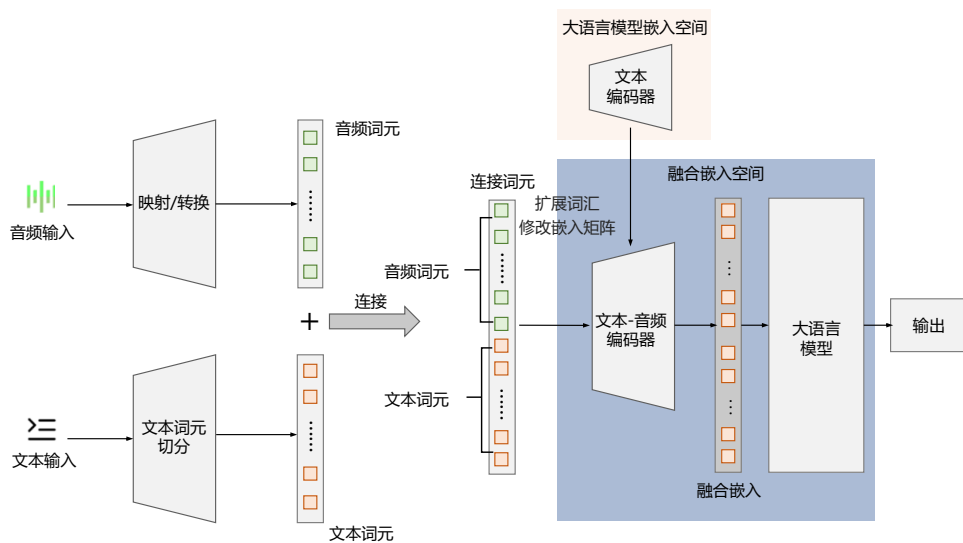 大语言模型嵌入空间
文本
编码器
音频词元
映射/转换
音频输入
连接词元
融合嵌入空间
扩展词汇
修改嵌入矩阵
音频词元
连接
+
文本-音频
编码器
大语言
模型
输出
文本词元
文本词元
切分
文本输入
融合嵌入
文本词元